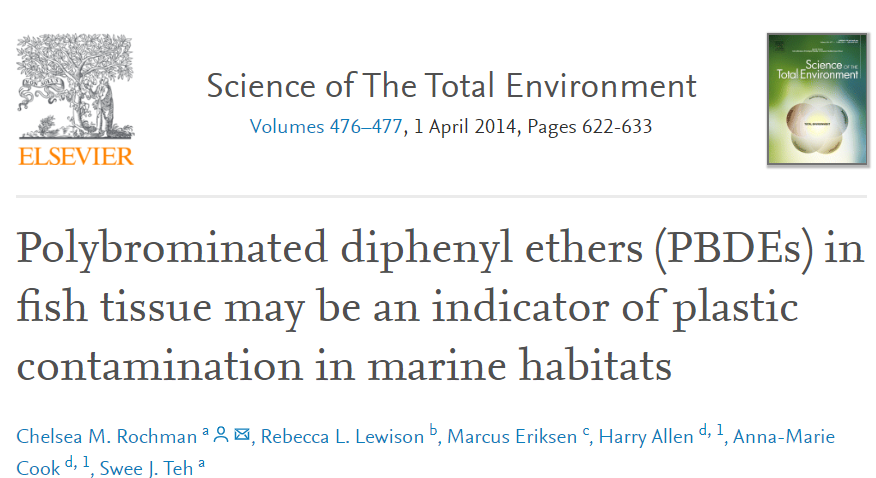 Science of The Total Environment
Volumes 476–477, 1 April 2014, Pages 622-633
ELSEVIER
Science OF THE
Total Environment
Polybrominated diphenyl ethers (PBDEs) in
fish tissue may be an indicator of plastic
contamination in marine habitats
Chelsea M. Rochman a, Rebecca L. Lewison b, Marcus Eriksen c, Harry Allen d, 1, Anna-Marie
Cook d, 1, Swee J. Teh a